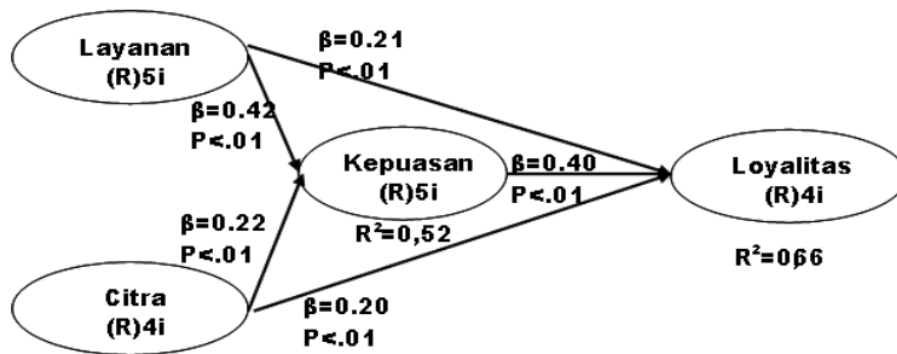 Layanan
(R)5i
β=0.21
P<.01
β=0.42
P<.01
Kepuasan
(R)5i
R²=0,52
β=0.40
P<.01
Loyalitas
(R)4i
R²=0,66
β=0.22
P<.01
Citra
(R)4i
β=0.20
P<.01